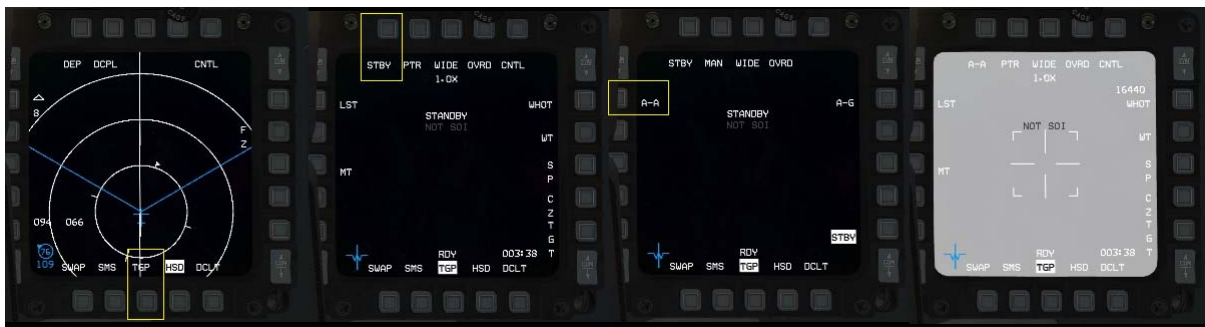 DEP DCPL CNTL
8
F
Z
094 066
76
109
SWAP SMS TGP HSD DCLT
STBY PTR WIDE OVRD CNTL
1.0X
LST WHOT
STANDBY
NOT SOI
WT
MT
S
P
C
Z
T
G
T
RDY 003:38
SWAP SMS TGP HSD DCLT
STBY MAN WIDE OVRD
A-A A-G
STANDBY
NOT SOI
STBY
RDY
SWAP SMS TGP HSD DCLT
A-A PTR WIDE OVRD CNTL
1.0X
16440
LST WHOT
NOT SOI
WT
MT
S
P
C
Z
T
G
T
RDY 003:38
SWAP SMS TGP HSD DCLT